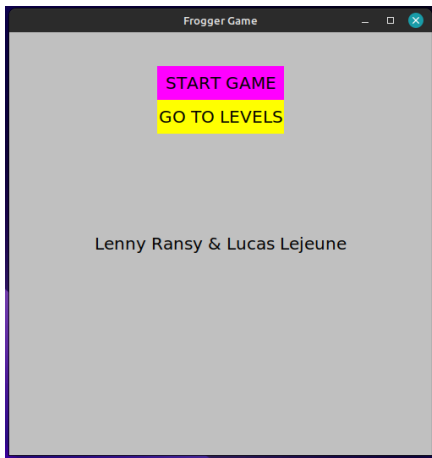 Frogger Game
START GAME
GO TO LEVELS
Lenny Ransy & Lucas Lejeune